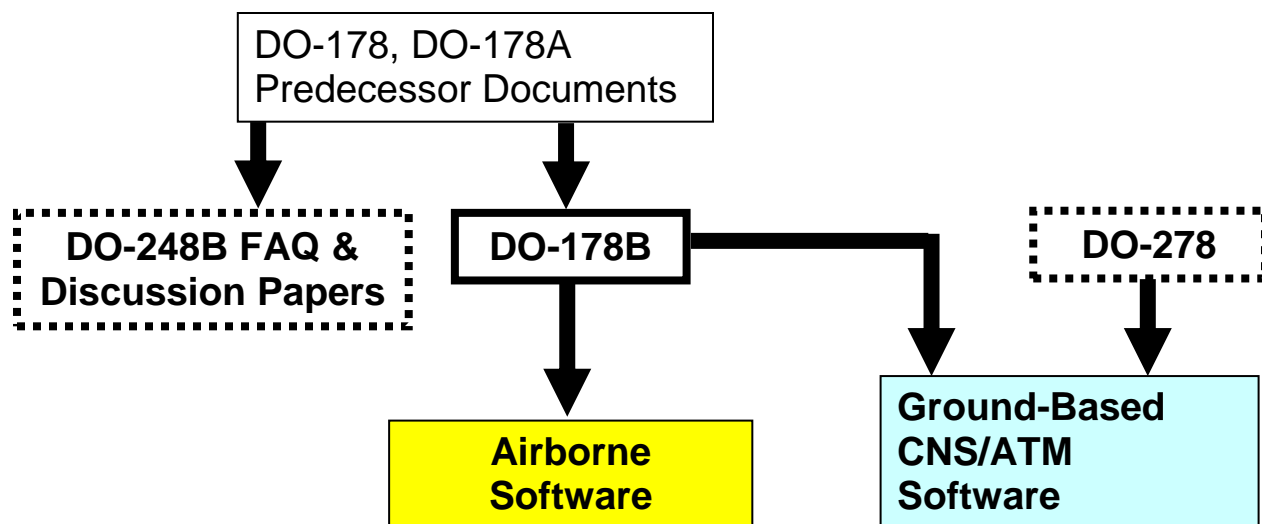 DO-178, DO-178A
Predecessor Documents
DO-248B FAQ &
Discussion Papers
DO-178B
DO-278
Airborne
Software
Ground-Based
CNS/ATM
Software